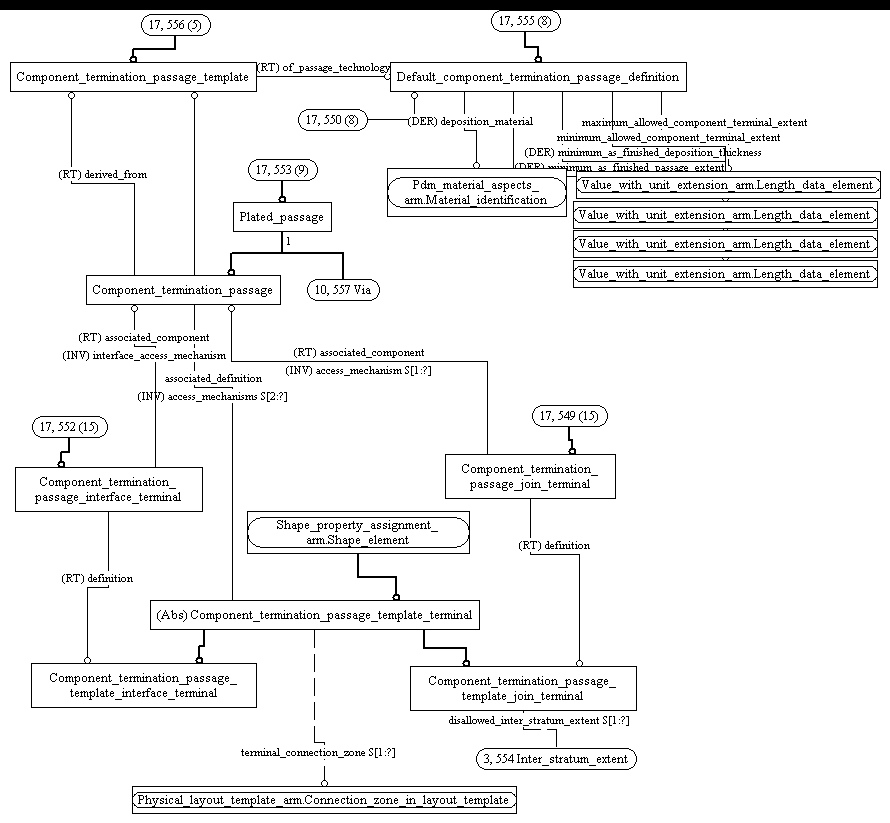 17, 556 (5)
17, 555 (8)
Component_termination_passage_template
(RT) of_passage_technology
Default_component_termination_passage_definition
17, 550 (8)
(DER) deposition_material
maximum_allowed_component_terminal_extent
minimum_allowed_component_terminal_extent
(DER) minimum_as_finished_deposition_thickness
(DER) minimum_as_finished_passage_extent
(RT) derived_from
17, 553 (9)
Pdm_material_aspects_
arm.Material_identification
Value_with_unit_extension_arm.Length_data_element
Value_with_unit_extension_arm.Length_data_element
Value_with_unit_extension_arm.Length_data_element
Value_with_unit_extension_arm.Length_data_element
Plated_passage
1
Component_termination_passage
10, 557 Via
(RT) associated_component
(INV) interface_access_mechanism
(RT) associated_component
(INV) access_mechanism S[1:?]
associated_definition
(INV) access_mechanisms S[2:?]
17, 552 (15)
17, 549 (15)
Component_termination_
passage_interface_terminal
Component_termination_
passage_join_terminal
Shape_property_assignment_
arm.Shape_element
(RT) definition
(RT) definition
(Abs) Component_termination_passage_template_terminal
Component_termination_passage_
template_interface_terminal
Component_termination_passage_
template_join_terminal
disallowed_inter_stratum_extent S[1:?]
terminal_connection_zone S[1:?]
3, 554 Inter_stratum_extent
Physical_layout_template_arm.Connection_zone_in_layout_template